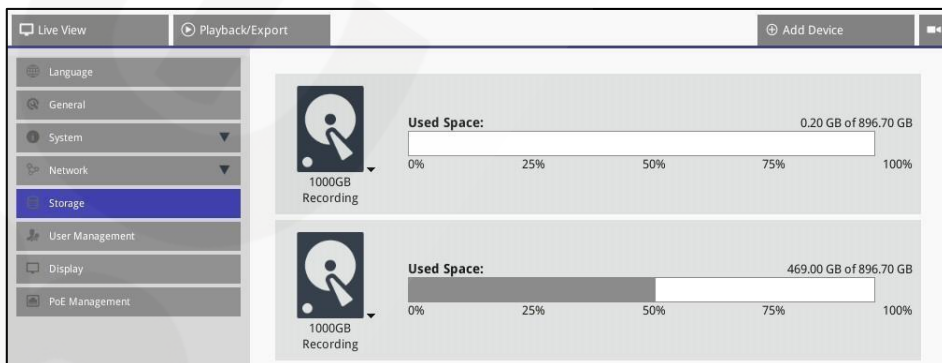 Live View
Playback/Export
Add Device
Language
General
System
Network
Storage
User Management
Display
PoE Management
Used Space:
0.20 GB of 896.70 GB
0% 25% 50% 75% 100%
1000GB
Recording
Used Space:
469.00 GB of 896.70 GB
0% 25% 50% 75% 100%
1000GB
Recording